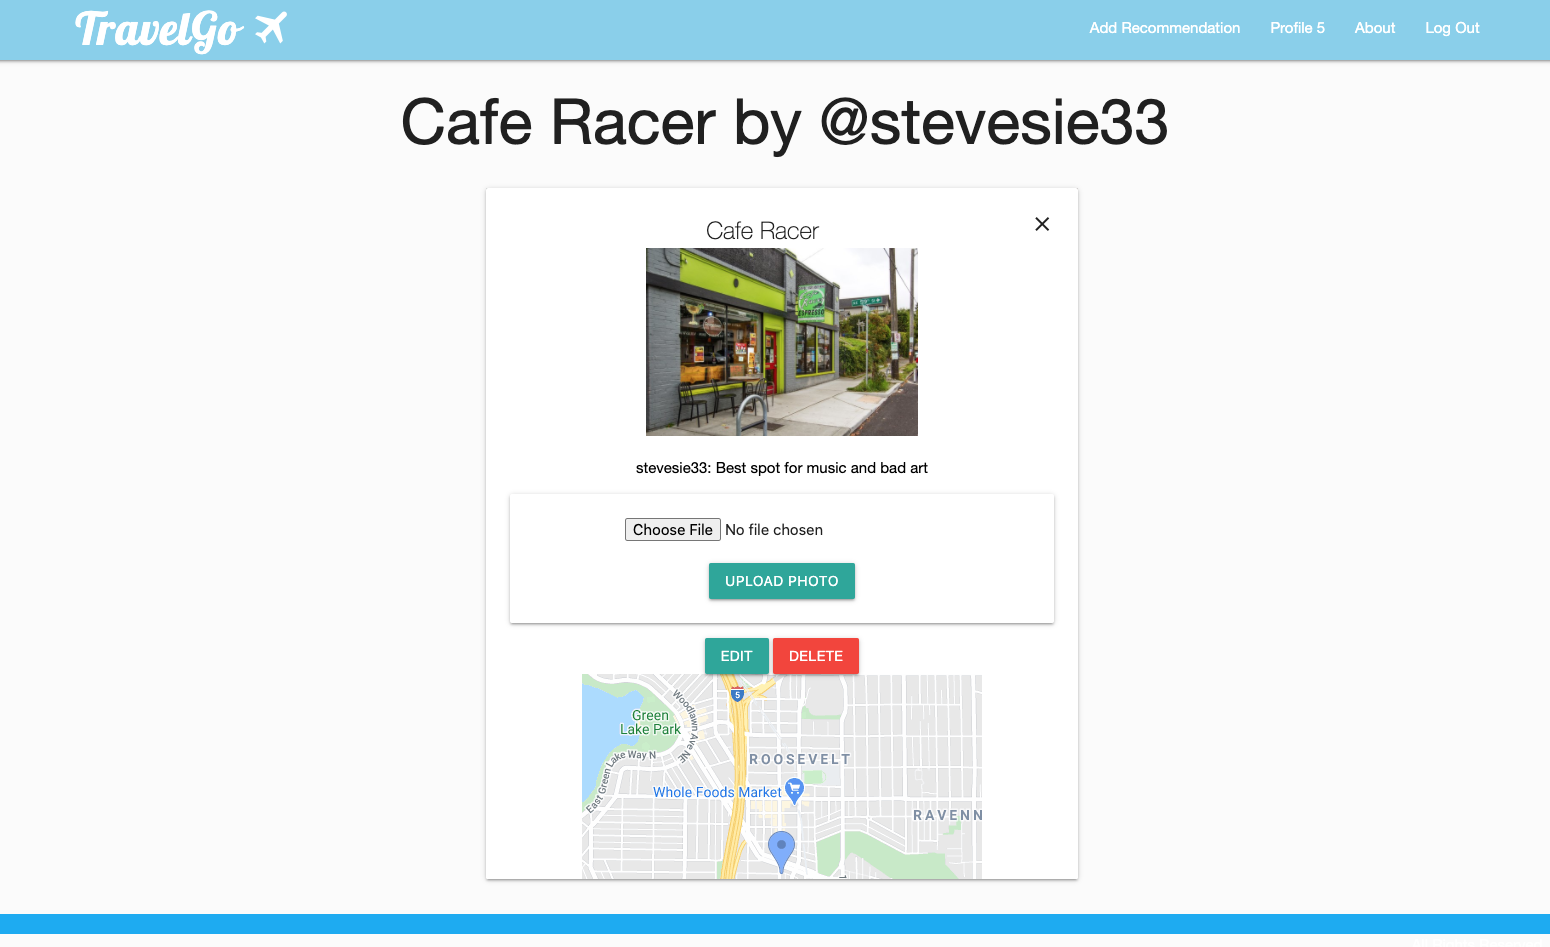 TravelGo
Add Recommendation Profile 5 About Log Out
Cafe Racer by @stevesie33
Cafe Racer
ESPRESSO
stevesie33: Best spot for music and bad art
Choose File No file chosen
UPLOAD PHOTO
EDIT DELETE
5
Woodlawn Ave NE
Green
Lake Park
East Green Lake Way N
ROOSEVELT
Whole Foods Market
RAVENN